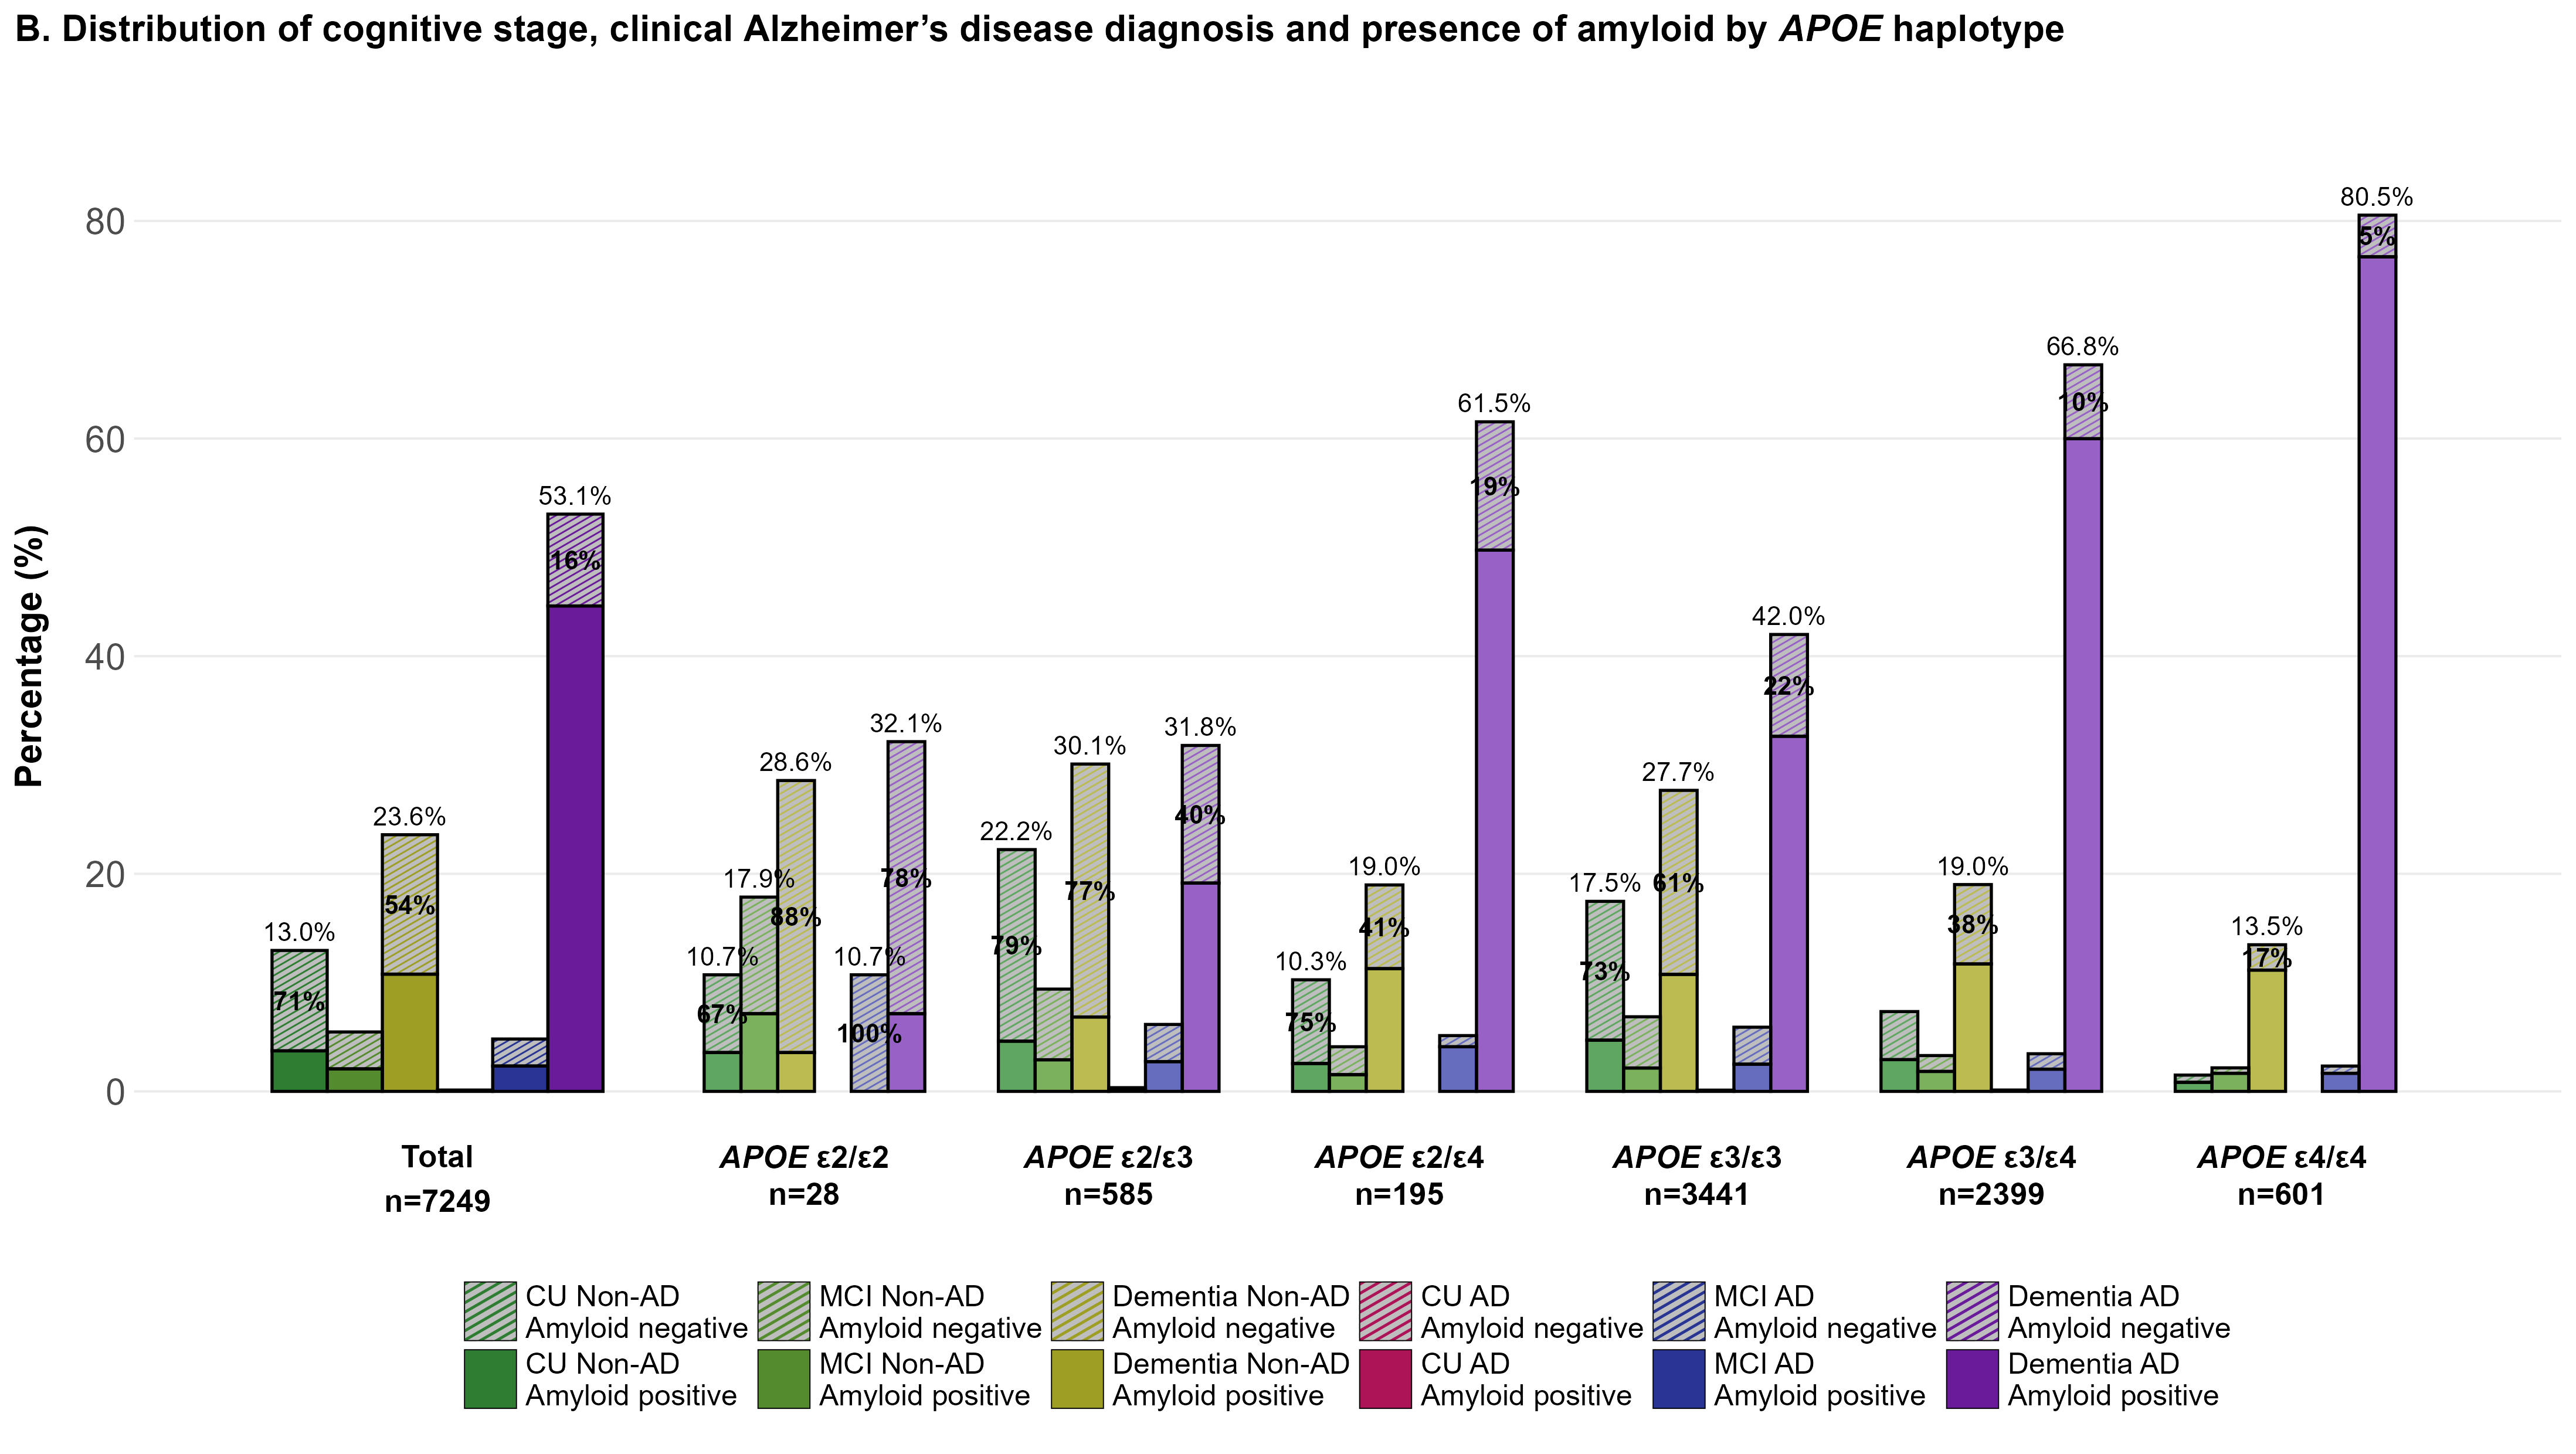 B. Distribution of cognitive stage, clinical Alzheimer’s disease diagnosis and presence of amyloid by APOE haplotype
Percentage (%)
80
60
40
20
0
13.0%
71%
23.6%
54%
53.1%
16%
10.7%
67%
17.9%
28.6%
88%
10.7%
100%
32.1%
78%
22.2%
79%
30.1%
77%
31.8%
40%
10.3%
75%
19.0%
41%
61.5%
19%
17.5%
73%
27.7%
61%
42.0%
22%
19.0%
38%
66.8%
10%
13.5%
17%
80.5%
5%
Total
n=7249
APOE ε2/ε2
n=28
APOE ε2/ε3
n=585
APOE ε2/ε4
n=195
APOE ε3/ε3
n=3441
APOE ε3/ε4
n=2399
APOE ε4/ε4
n=601
CU Non-AD
Amyloid negative
MCI Non-AD
Amyloid negative
Dementia Non-AD
Amyloid negative
CU AD
Amyloid negative
MCI AD
Amyloid negative
Dementia AD
Amyloid negative
CU Non-AD
Amyloid positive
MCI Non-AD
Amyloid positive
Dementia Non-AD
Amyloid positive
CU AD
Amyloid positive
MCI AD
Amyloid positive
Dementia AD
Amyloid positive